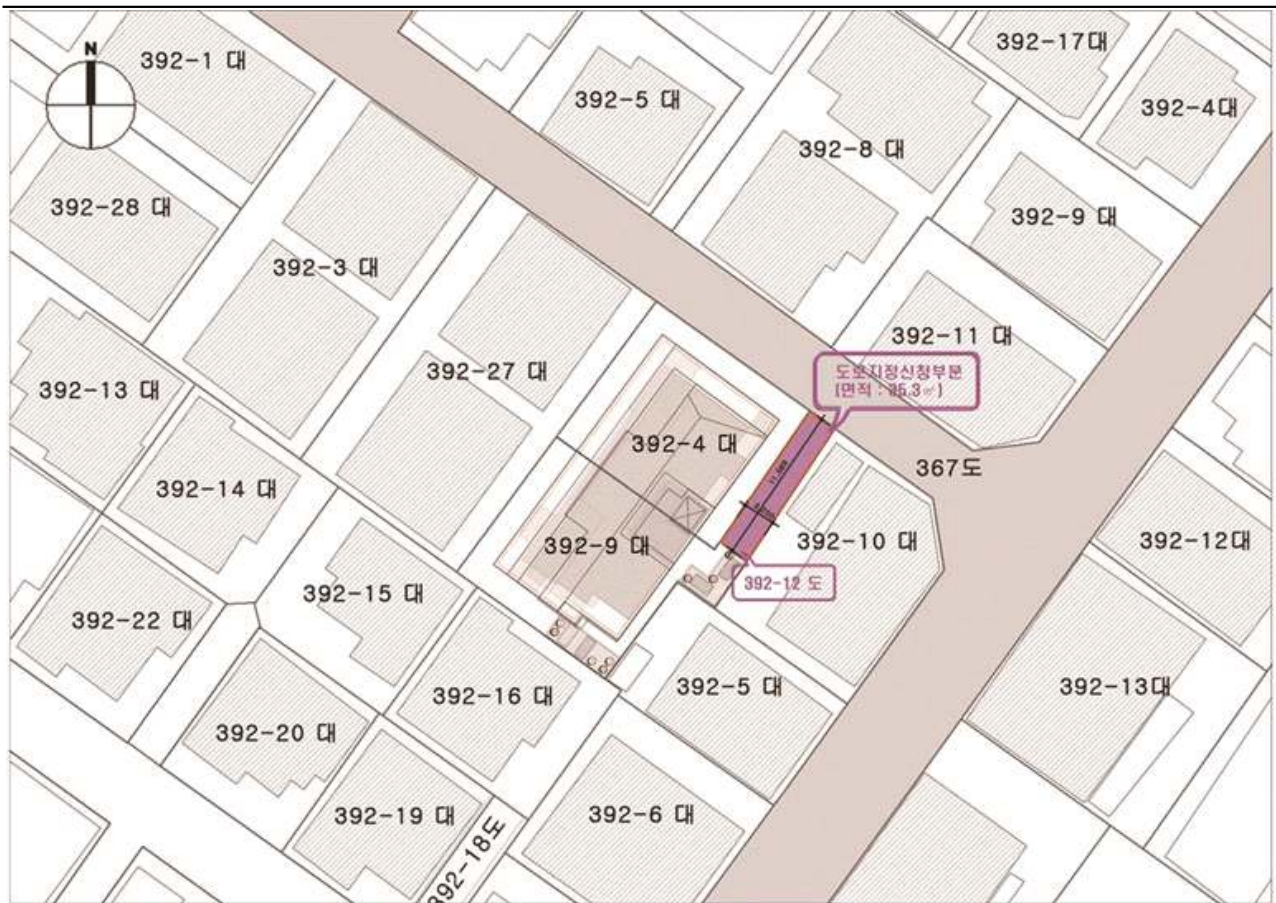 N
392-1 대
392-17대
392-5 대
392-4대
392-8 대
392-28 대
392-9 대
392-3 대
392-11 대
392-27 대
도로지정신청부분
(면적 : 35.3㎡)
392-13 대
392-4 대
367도
392-14 대
392-9 대
392-10 대
392-12대
392-12 도
392-15 대
392-22 대
392-5 대
392-13대
392-16 대
392-20 대
392-19 대
392-6 대
392-18도